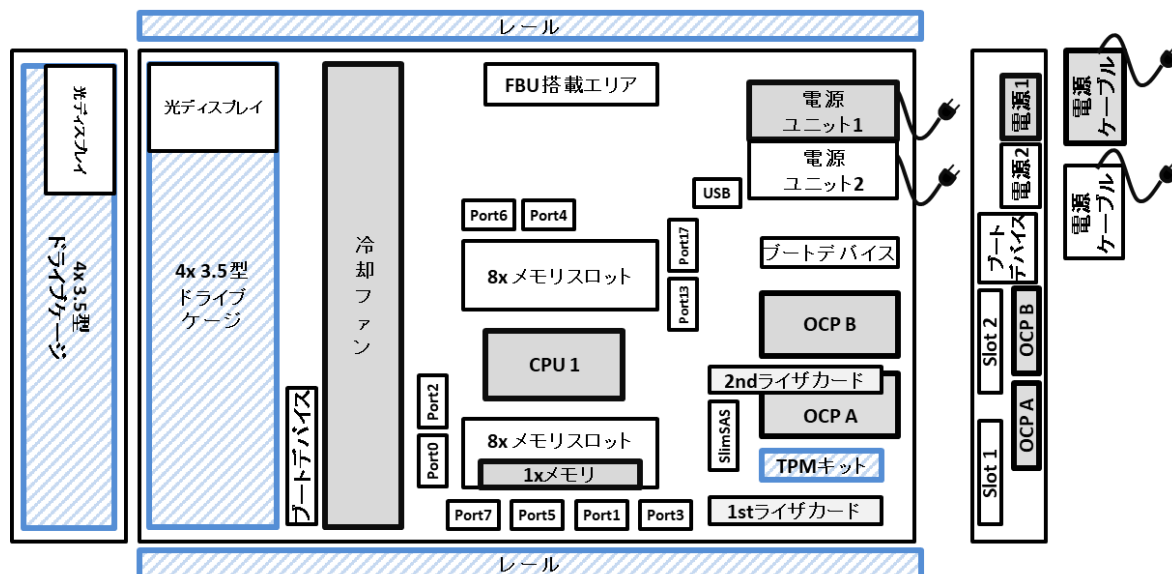 レール
光ディスプレイ
4x 3.5型
ドライブケージ
光ディスプレイ
4x 3.5型
ドライブ
ケージ
ブートデバイス
冷却ファン
FBU搭載エリア
Port6
Port4
8x メモリスロット
CPU 1
Port2
Port0
8x メモリスロット
1xメモリ
Port7
Port5
Port1
Port3
電源
ユニット1
電源
ユニット2
USB
Port17
Port13
ブートデバイス
OCP B
2ndライザカード
OCP A
SlimSAS
TPMキット
1stライザカード
電源1
電源2
ブート
デバイス
Slot 2
OCP B
OCP A
Slot 1
電源
ケーブル
電源
ケーブル
レール